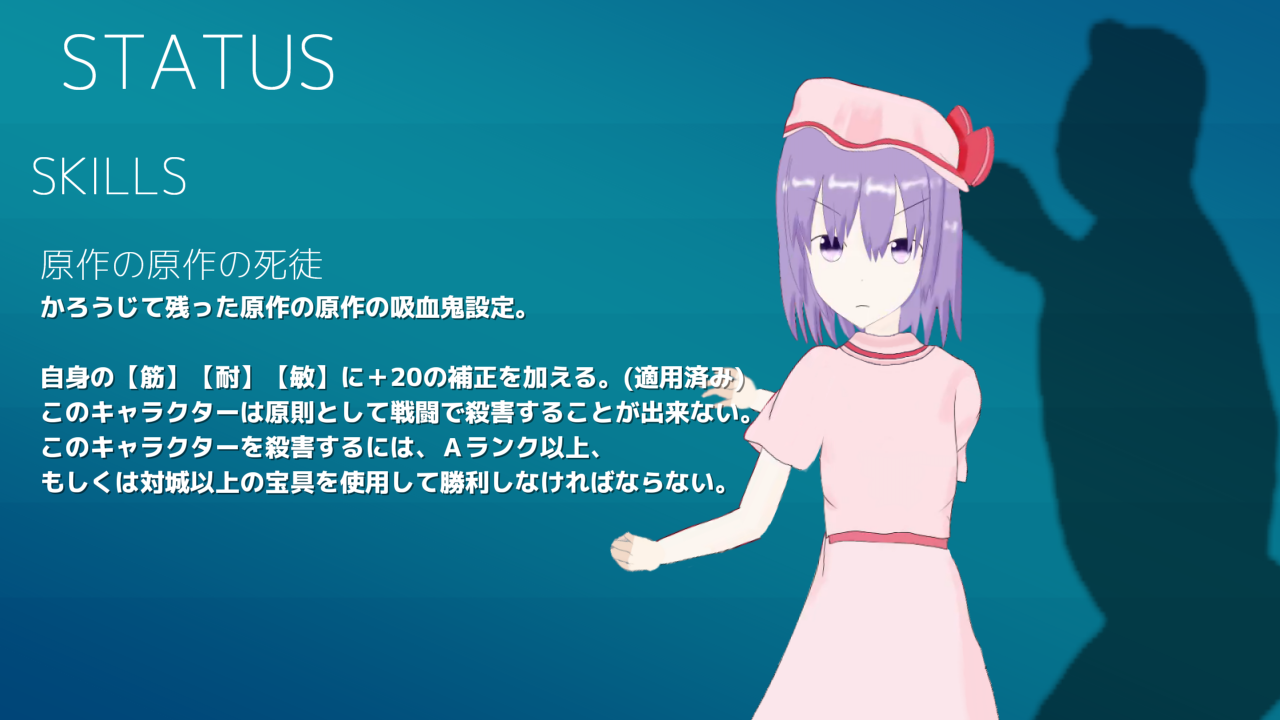 STATUS
SKILLS
原作の原作の死徒
かろうじて残った原作の原作の吸血鬼設定。
自身の【筋】【耐】【敏】に＋20の補正を加える。(適用済み)
このキャラクターは原則として戦闘で殺害することが出来ない。
このキャラクターを殺害するには、Ａランク以上、
もしくは対城以上の宝具を使用して勝利しなければならない。